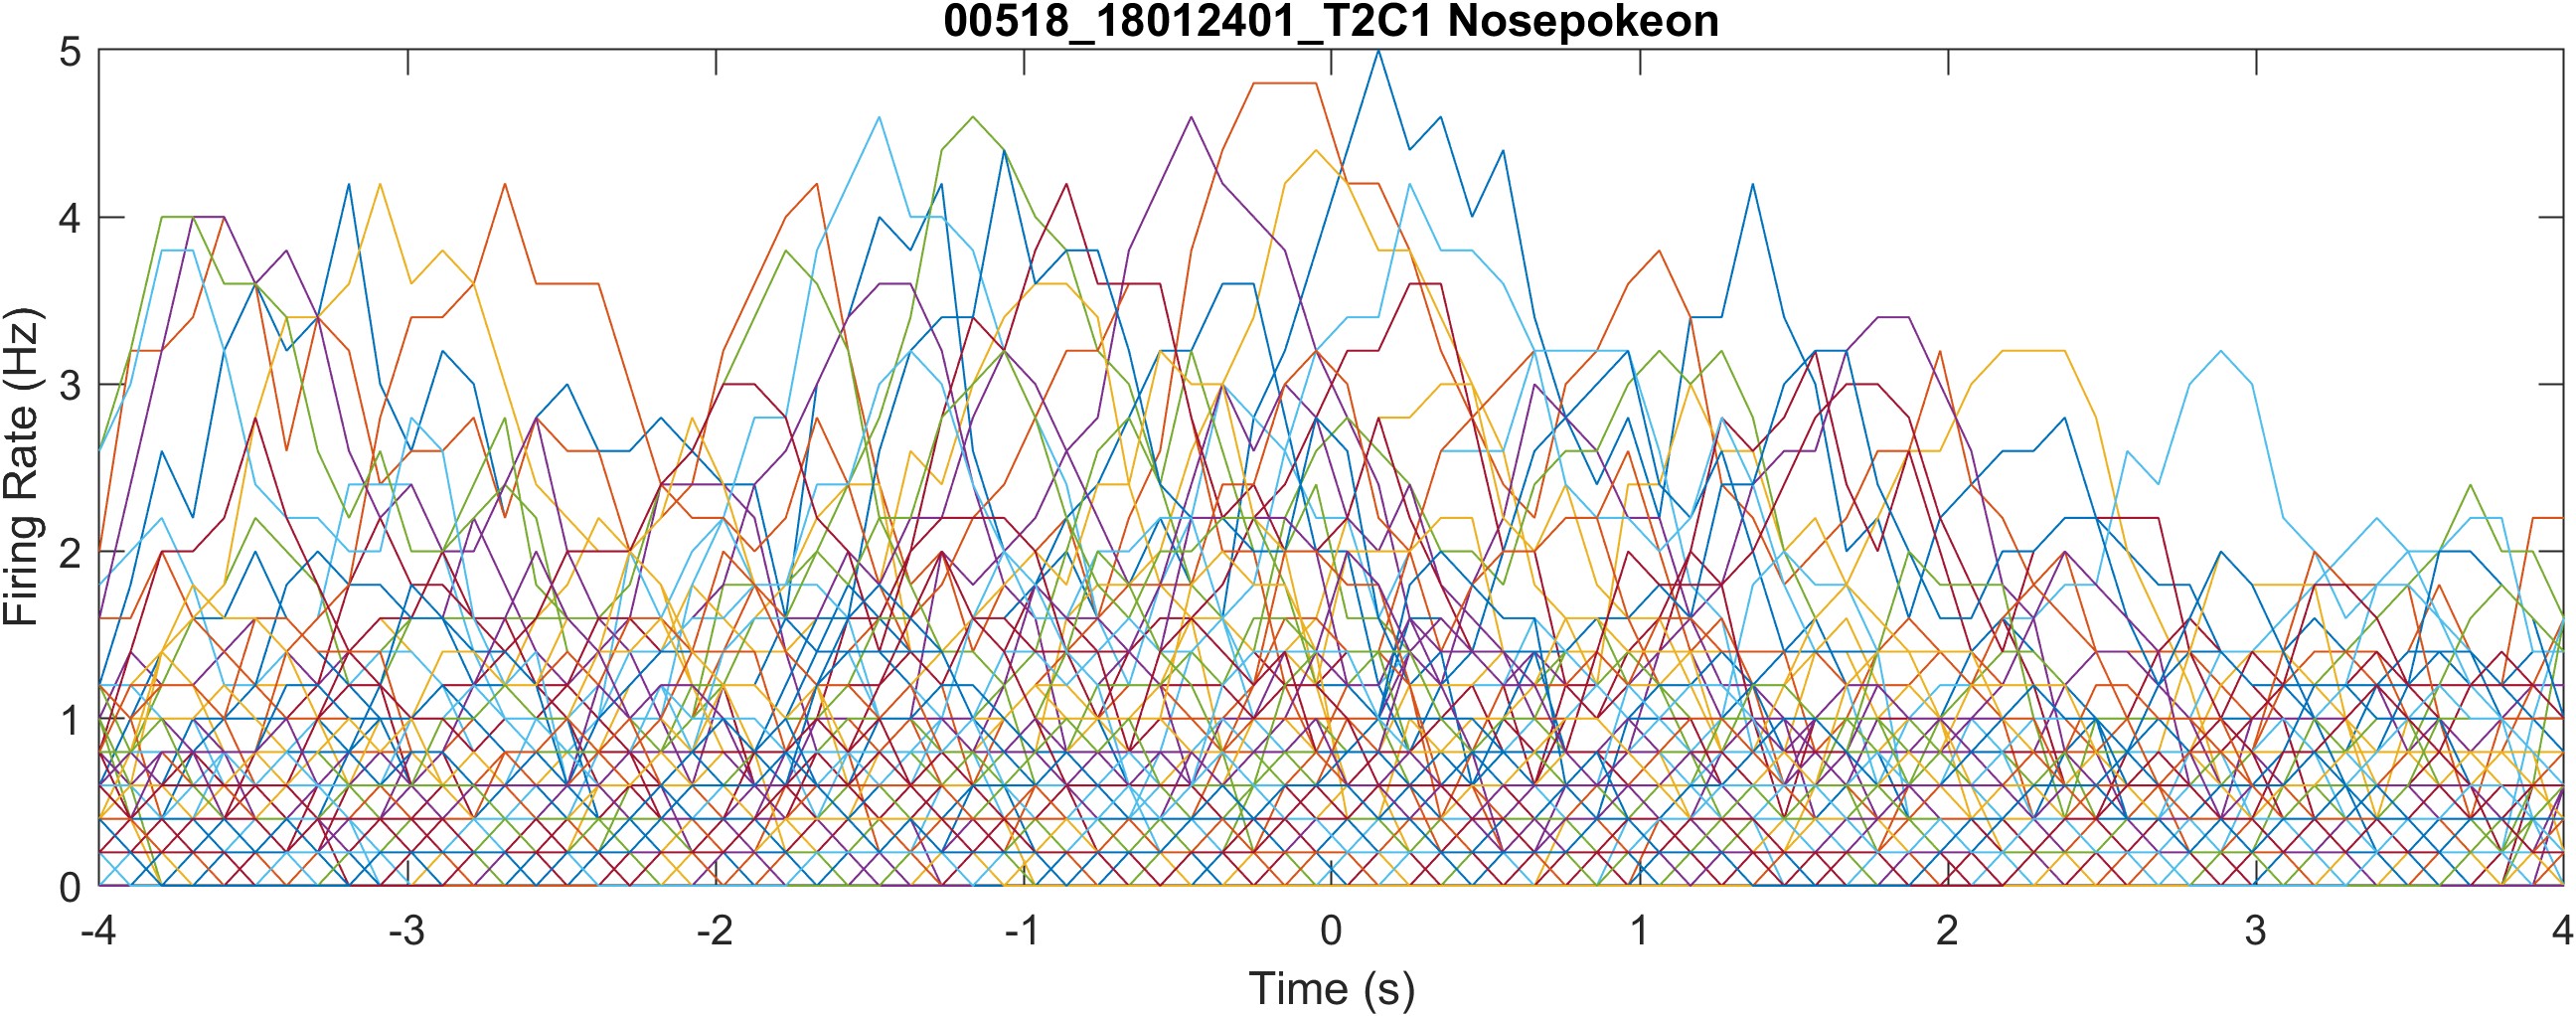 00518_18012401_T2C1 Nosepokeon
5
4
3
2
1
0
Firing Rate (Hz)
-4 -3 -2 -1 0 1 2 3 4
Time (s)